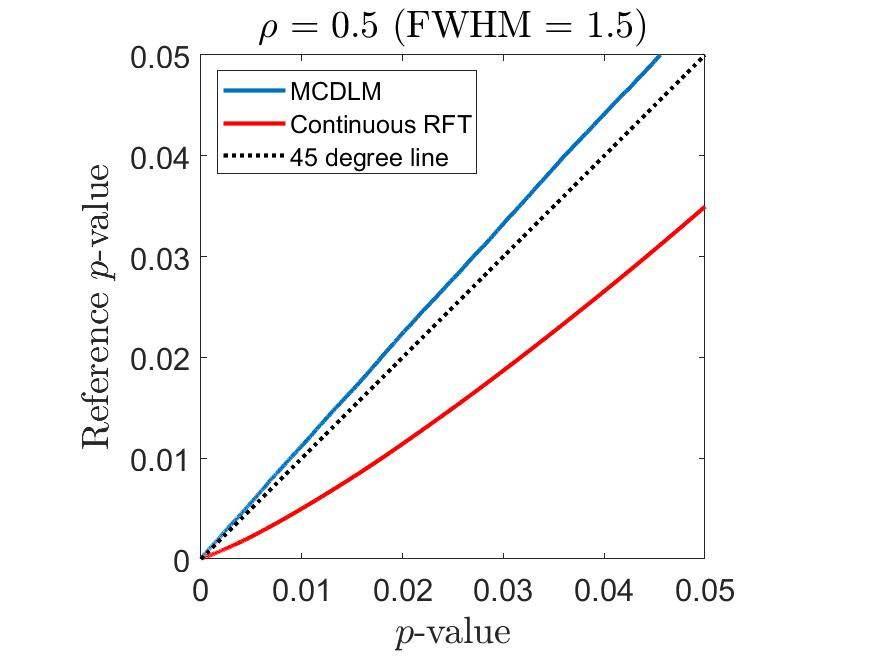 ρ = 0.5 (FWHM = 1.5)
MCDLM
Continuous RFT
45 degree line
Reference p-value
0.05
0.04
0.03
0.02
0.01
0
0 0.01 0.02 0.03 0.04 0.05
p-value